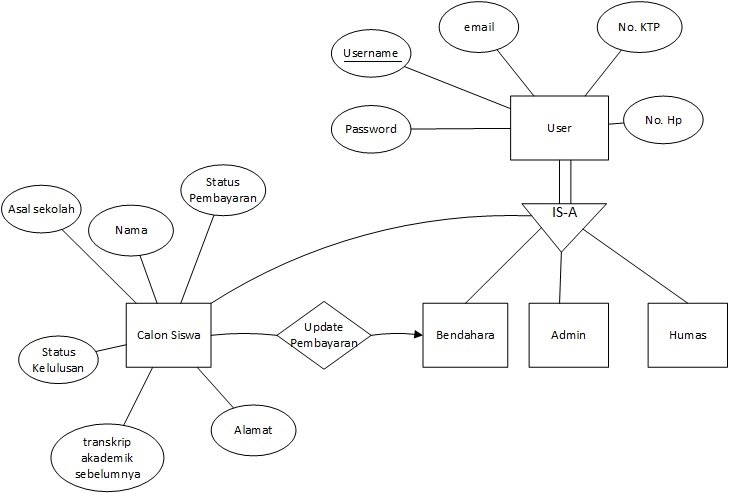 email
No. KTP
Username
Password
User
No. Hp
Status
Pembayaran
Asal sekolah
Nama
IS-A
Calon Siswa
Update
Pembayaran
Bendahara
Admin
Humas
Status
Kelulusan
Alamat
transkrip
akademik
sebelumnya